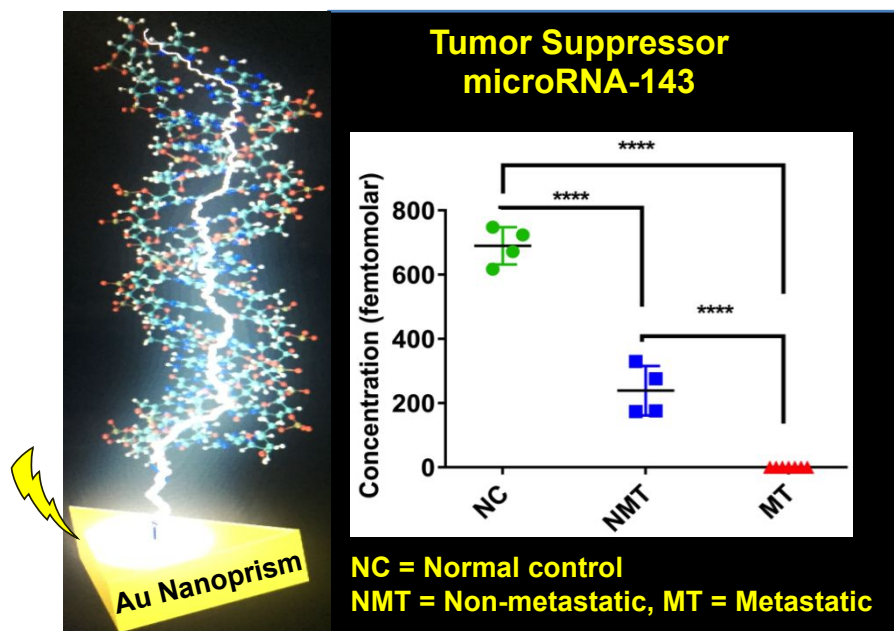 Tumor Suppressor
microRNA-143
****
****
****
Concentration (femtomolar)
800
600
400
200
0
NC
NMT
MT
Au Nanoprism
NC = Normal control
NMT = Non-metastatic, MT = Metastatic